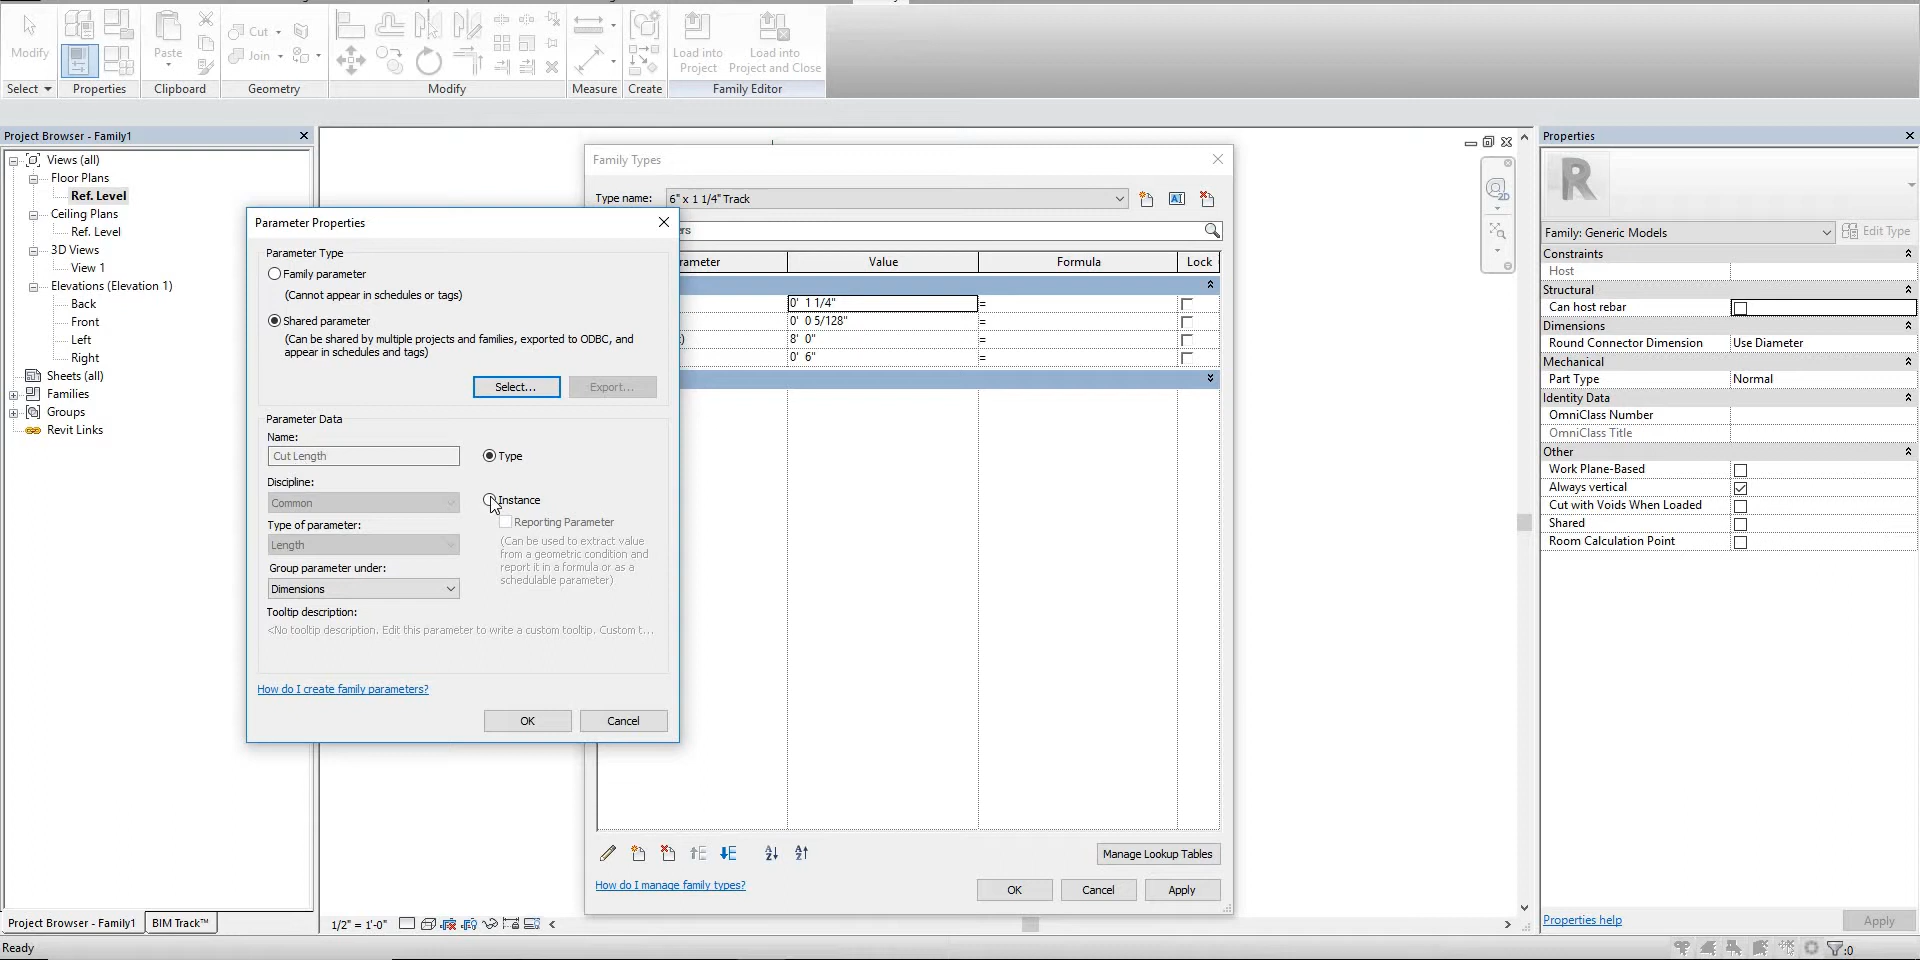 Modify
Paste
Cut
Join
Load into
Project
Load into
Project and Close
Select
Properties
Clipboard
Geometry
Modify
Measure
Create
Family Editor
Project Browser - Family1
Views (all)
Floor Plans
Ref. Level
Ceiling Plans
Ref. Level
3D Views
View 1
Elevations (Elevation 1)
Back
Front
Left
Right
Sheets (all)
Families
Groups
Revit Links
Project Browser - Family1
BIM Track™
Ready
Parameter Properties
Parameter Type
Family parameter
(Cannot appear in schedules or tags)
Shared parameter
(Can be shared by multiple projects and families, exported to ODBC, and
appear in schedules and tags)
Select...
Export...
Parameter Data
Name:
Cut Length
Type
Discipline:
Common
Instance
Type of parameter:
Reporting Parameter
Length
(Can be used to extract value
from a geometric condition and
report it in a formula or as a
schedulable parameter)
Group parameter under:
Dimensions
Tooltip description:
<No tooltip description. Edit this parameter to write a custom tooltip. Custom t...
How do I create family parameters?
OK
Cancel
Family Types
Type name:
6" x 1 1/4" Track
ers
rameter
Value
Formula
Lock
0' 1 1/4"
=
0' 0 5/128"
=
)
8' 0"
=
0' 6"
=
Manage Lookup Tables
How do I manage family types?
OK
Cancel
Apply
1/2" = 1'-0"
2D
Properties
R
Family: Generic Models
Edit Type
Constraints
Host
Structural
Can host rebar
Dimensions
Round Connector Dimension
Use Diameter
Mechanical
Part Type
Normal
Identity Data
OmniClass Number
OmniClass Title
Other
Work Plane-Based
Always vertical
Cut with Voids When Loaded
Shared
Room Calculation Point
Properties help
Apply
:0